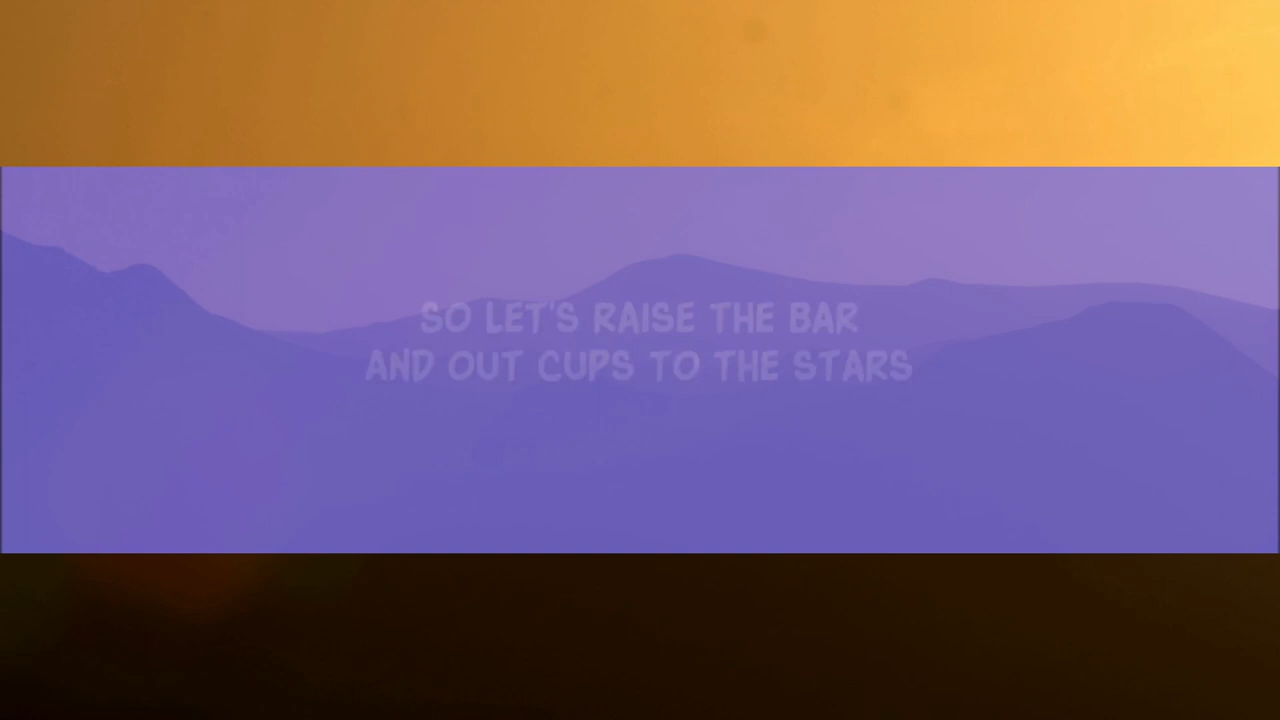 SO LET'S RAISE THE BAR
AND OUT CUPS TO THE STARS